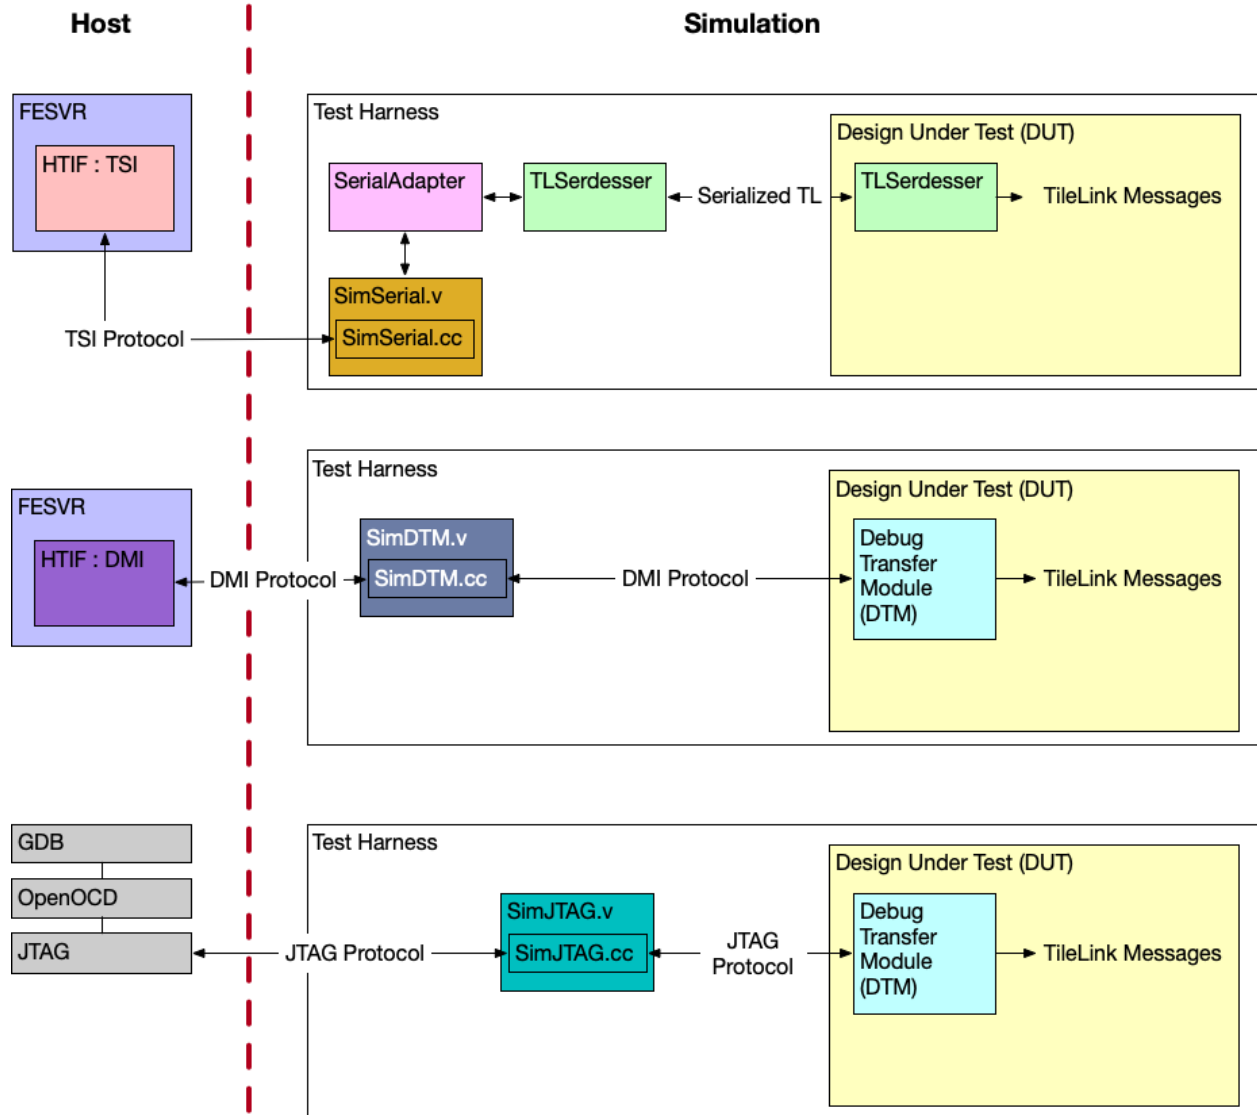 Host
Simulation
FESVR
HTIF : TSI
TSI Protocol
Test Harness
SerialAdapter
TLSerdesser
Serialized TL
SimSerial.v
SimSerial.cc
Design Under Test (DUT)
TLSerdesser
TileLink Messages
FESVR
HTIF : DMI
DMI Protocol
Test Harness
SimDTM.v
SimDTM.cc
DMI Protocol
Design Under Test (DUT)
Debug
Transfer
Module
(DTM)
TileLink Messages
GDB
OpenOCD
JTAG
JTAG Protocol
Test Harness
SimJTAG.v
SimJTAG.cc
JTAG
Protocol
Design Under Test (DUT)
Debug
Transfer
Module
(DTM)
TileLink Messages